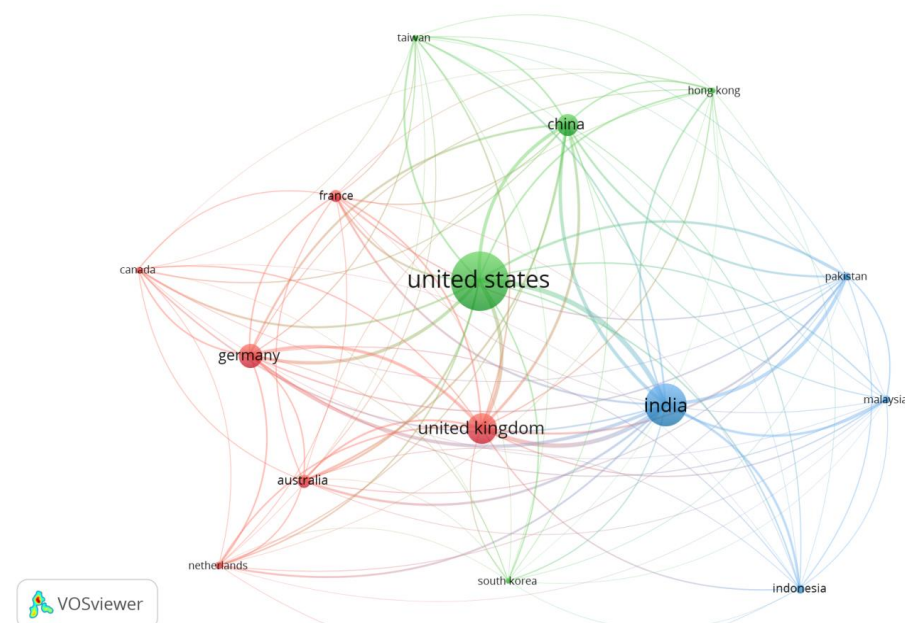 taiwan
hong kong
china
france
canada
united states
pakistan
germany
malaysia
india
united kingdom
australia
netherlands
south korea
indonesia
VOSviewer